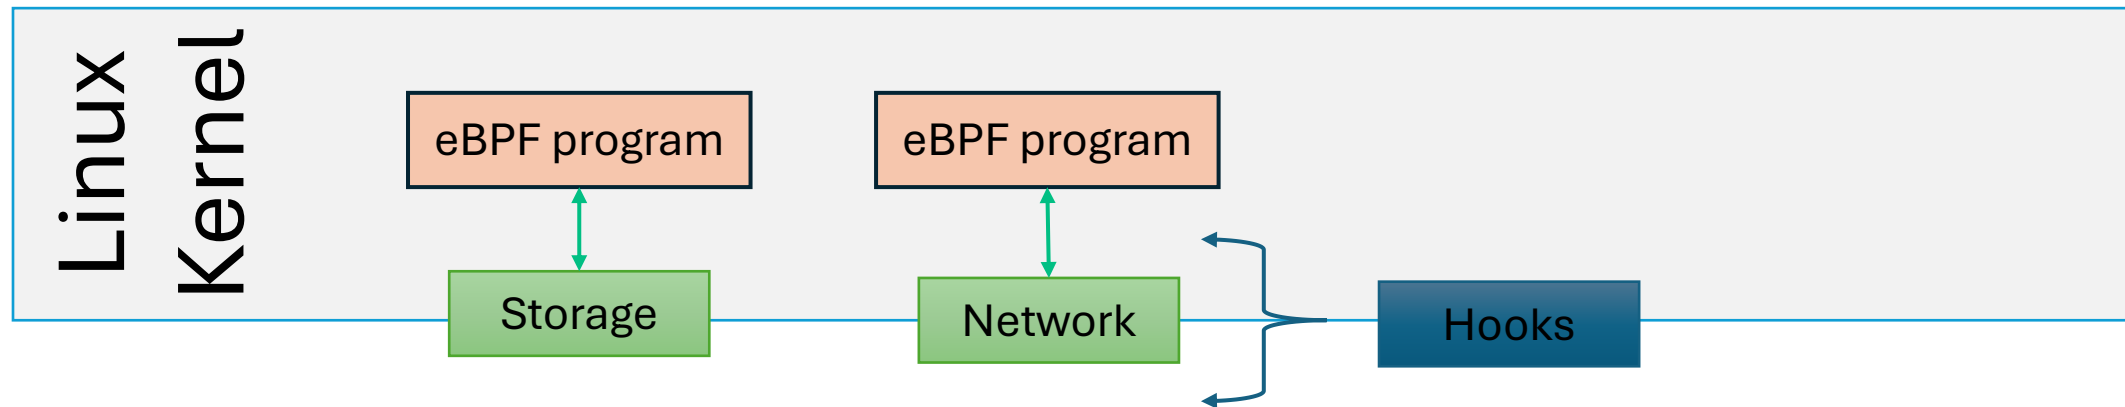 Linux
Kernel
eBPF program
eBPF program
Storage
Network
Hooks